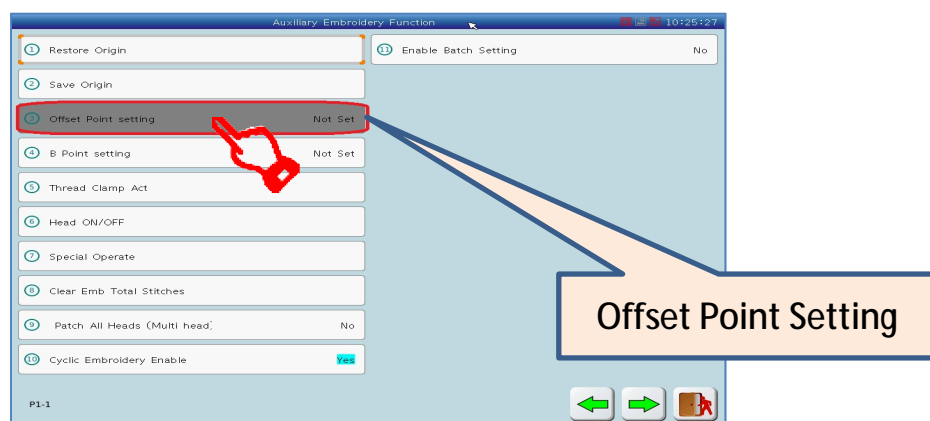 Auxiliary Embroidery Function 10:25:27
1 Restore Origin
2 Save Origin
3 Offset Point setting Not Set
4 B Point setting Not Set
5 Thread Clamp Act
6 Head ON/OFF
7 Special Operate
8 Clear Emb Total Stitches
9 Patch All Heads (Multi head)
No
10 Cyclic Embroidery Enable Yes
11 Enable Batch Setting No
P1-1
Offset Point Setting